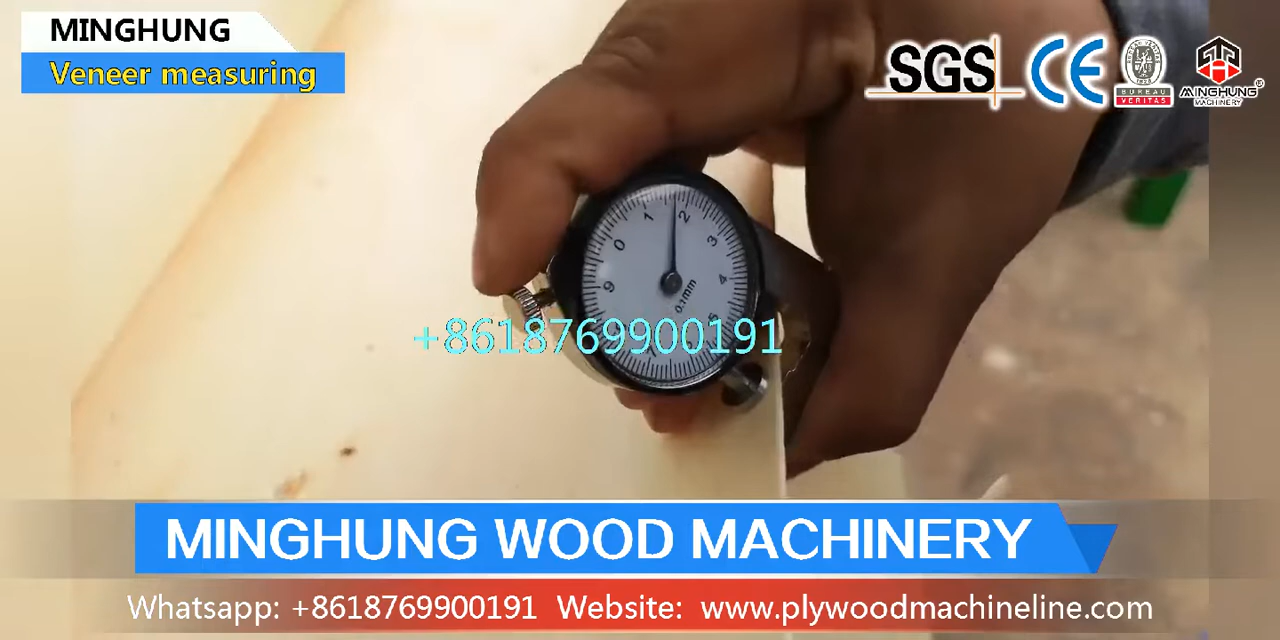 MINGHUNG
Veneer measuring
SGS CE
BUREAU
VERITAS
MINGHUNG
MACHINERY
0 1 2 3 4
9
0.1mm
+8618769900191
MINGHUNG WOOD MACHINERY
Whatsapp: +8618769900191 Website: www.plywoodmachineline.com